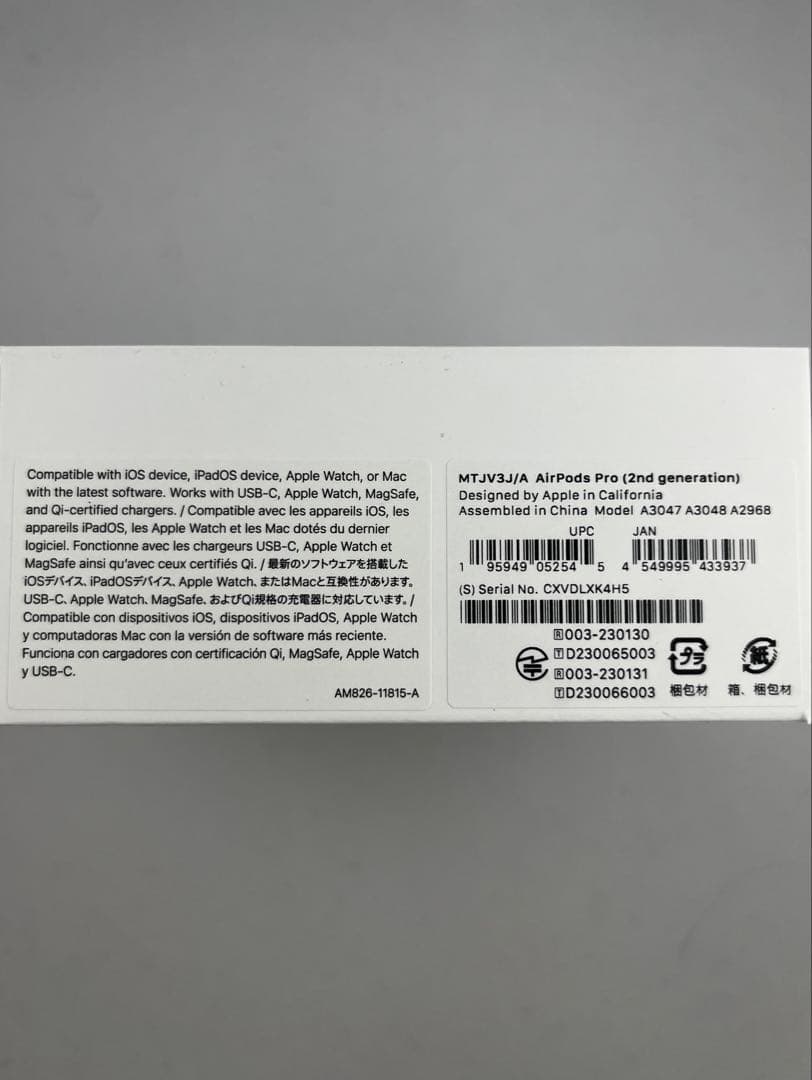 Compatible with iOS device, iPadOS device, Apple Watch, or Mac
with the latest software. Works with USB-C, Apple Watch, MagSafe,
and Qi-certified chargers. / Compatible avec les appareils iOS, les
appareils iPadOS, les Apple Watch et les Mac dotés du dernier
logiciel. Fonctionne avec les chargeurs USB-C, Apple Watch et
MagSafe ainsi qu'avec ceux certifiés Qi. / 最新のソフトウェアを搭載した
iOSデバイス、iPadOSデバイス、Apple Watch、またはMacと互換性があります。
USB-C、Apple Watch、MagSafe、およびQi規格の充電器に対応しています。/
Compatible con dispositivos iOS, dispositivos iPadOS, Apple Watch
y computadoras Mac con la versión de software más reciente.
Funciona con cargadores con certificación Qi, MagSafe, Apple Watch
y USB-C.
AM826-11815-A
MTJV3J/A AirPods Pro (2nd generation)
Designed by Apple in California
Assembled in China Model A3047 A3048 A2968
UPC JAN
1 95949 05254 5 4 549995 433937
(S) Serial No. CXVDLXK4H5
R 003-230130
T D230065003
R 003-230131
T D230066003
プラ 紙
梱包材 箱、梱包材